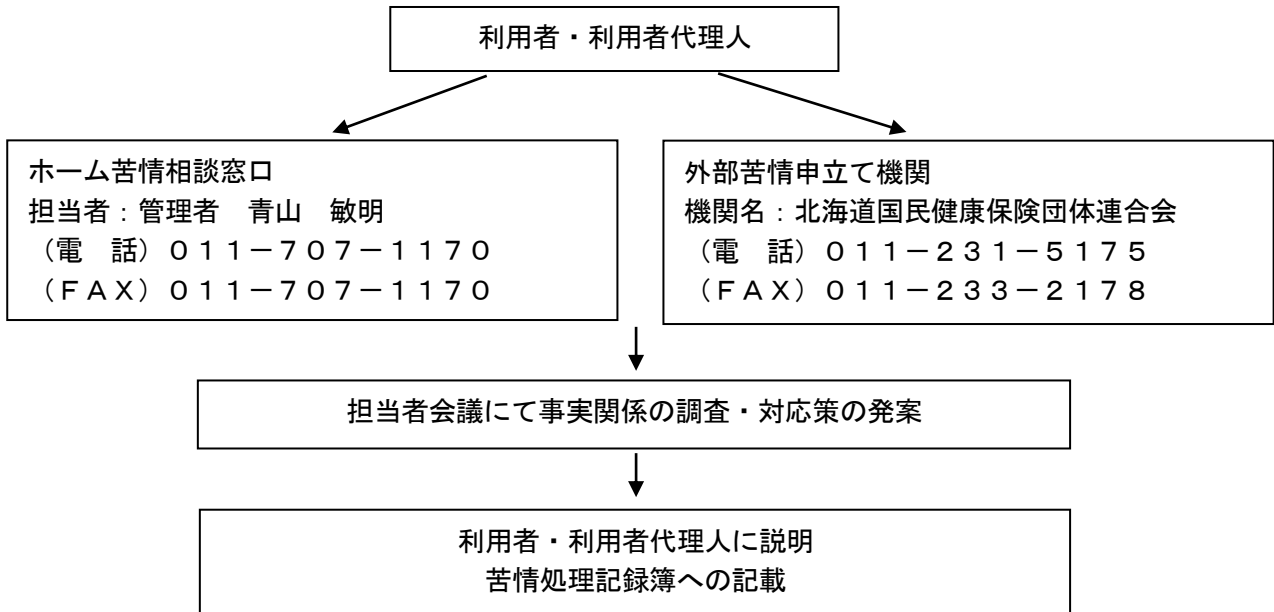 利用者・利用者代理人
ホーム苦情相談窓口
担当者：管理者　青山　敏明
（電　話）０１１－７０７－１１７０
（ＦＡＸ）０１１－７０７－１１７０
外部苦情申立て機関
機関名：北海道国民健康保険団体連合会
（電　話）０１１－２３１－５１７５
（ＦＡＸ）０１１－２３３－２１７８
担当者会議にて事実関係の調査・対応策の発案
利用者・利用者代理人に説明
苦情処理記録簿への記載